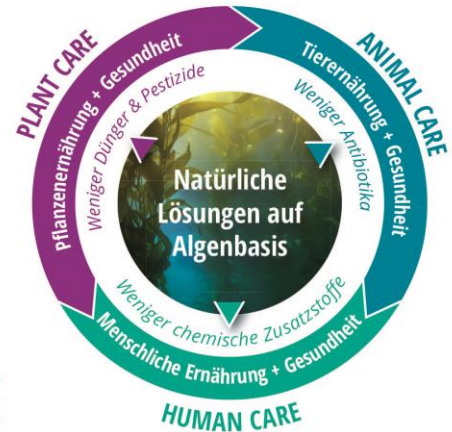 PLANT CARE
Pflanzenernährung + Gesundheit
Weniger Dünger & Pestizide
ANIMAL CARE
Tierernährung + Gesundheit
Weniger Antibiotika
Natürliche
Lösungen auf
Algenbasis
Weniger chemische Zusatzstoffe
Menschliche Ernährung + Gesundheit
HUMAN CARE